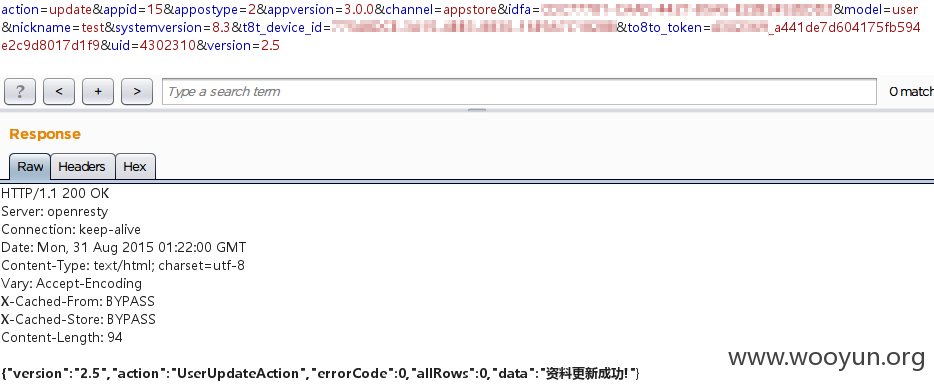 action=update&appid=15&appostype=2&appversion=3.0.0&channel=appstore&idfa= &model=user
&nickname=test&systemversion=8.3&t8t_device_id= &to8to_token= _a441de7d604175fb594
e2c9d8017d1f9&uid=4302310&version=2.5
? < + > Type a search term 0 match
Response
Raw Headers Hex
HTTP/1.1 200 OK
Server: openresty
Connection: keep-alive
Date: Mon, 31 Aug 2015 01:22:00 GMT
Content-Type: text/html; charset=utf-8
Vary: Accept-Encoding
X-Cached-From: BYPASS
X-Cached-Store: BYPASS
Content-Length: 94
{"version":"2.5","action":"UserUpdateAction","errorCode":0,"allRows":0,"data":"资料更新成功!"}
www.wooyun.org